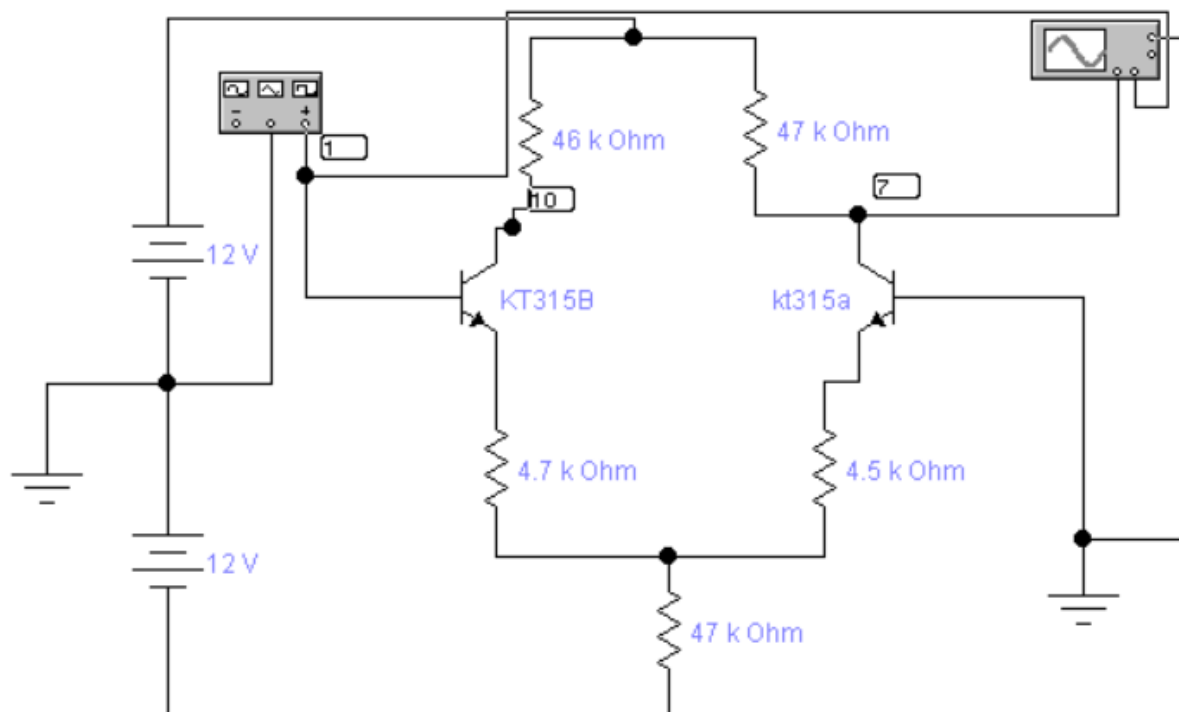 - +
1
46 k Ohm
47 k Ohm
10
7
12 V
KT315B
kt315a
4.7 k Ohm
4.5 k Ohm
12 V
47 k Ohm